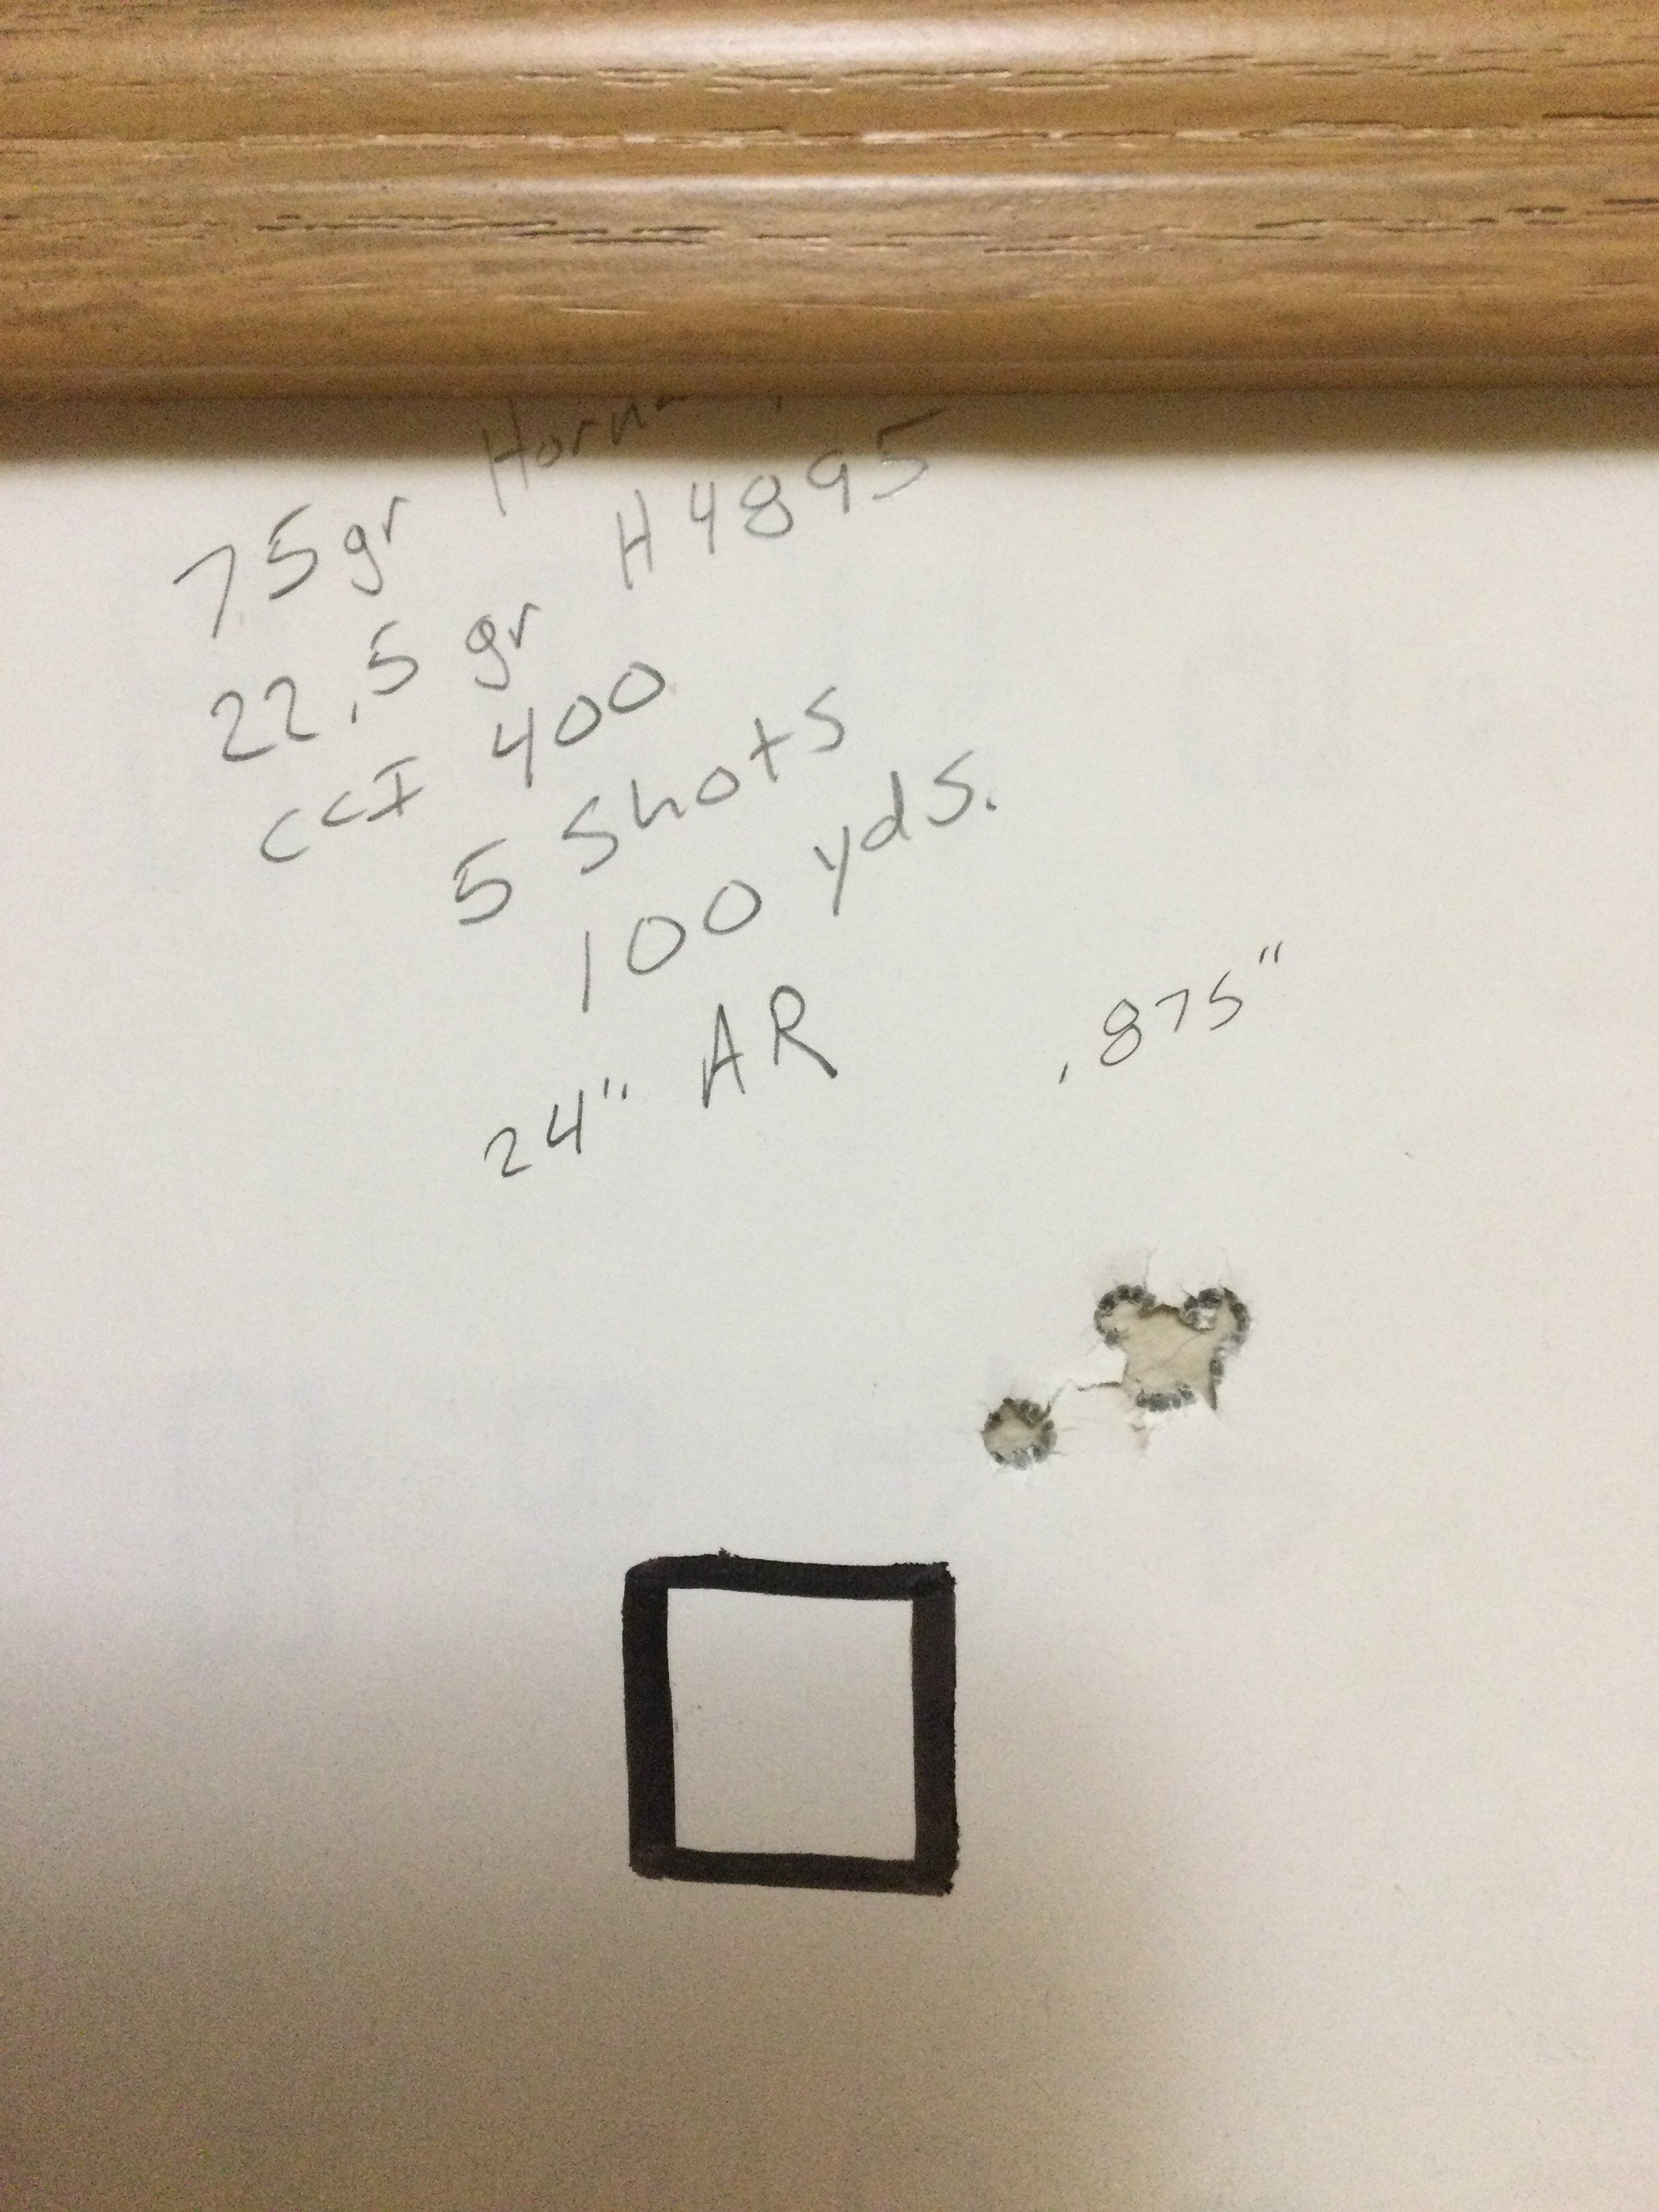 75gr
22.5 gr H4895
CCI 400
5 Shots
100 yds.
24" AR
.875"